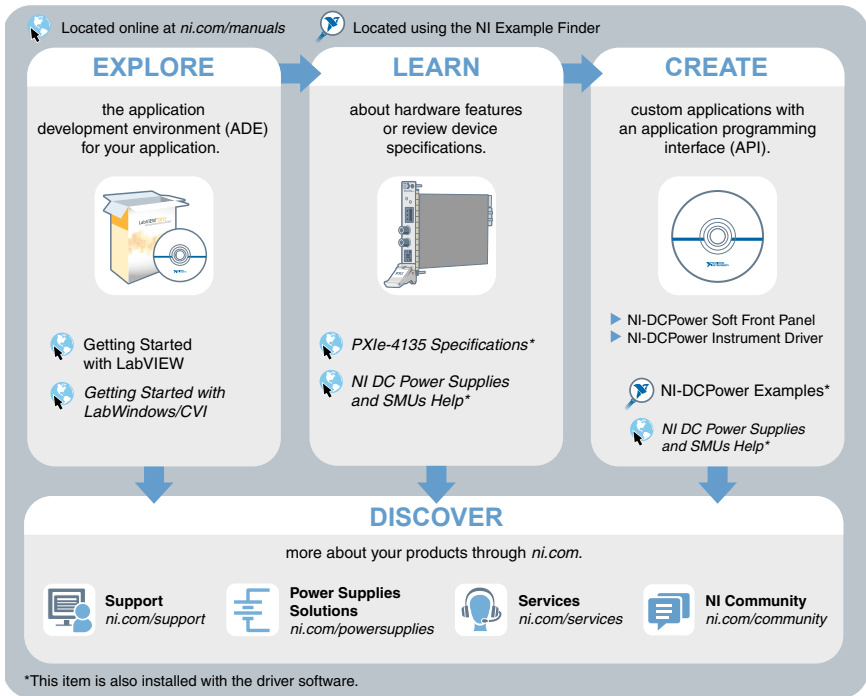 Located online at ni.com/manuals
Located using the NI Example Finder
EXPLORE
the application
development environment (ADE)
for your application.
LabVIEW
Getting Started
with LabVIEW
Getting Started with
LabWindows/CVI
LEARN
about hardware features
or review device
specifications.
PXI
PXIe-4135 Specifications*
NI DC Power Supplies
and SMUs Help*
CREATE
custom applications with
an application programming
interface (API).
NI-DCPower Soft Front Panel
NI-DCPower Instrument Driver
NI-DCPower Examples*
NI DC Power Supplies
and SMUs Help*
DISCOVER
more about your products through ni.com.
Support
ni.com/support
Power Supplies
Solutions
ni.com/powersupplies
Services
ni.com/services
NI Community
ni.com/community
*This item is also installed with the driver software.